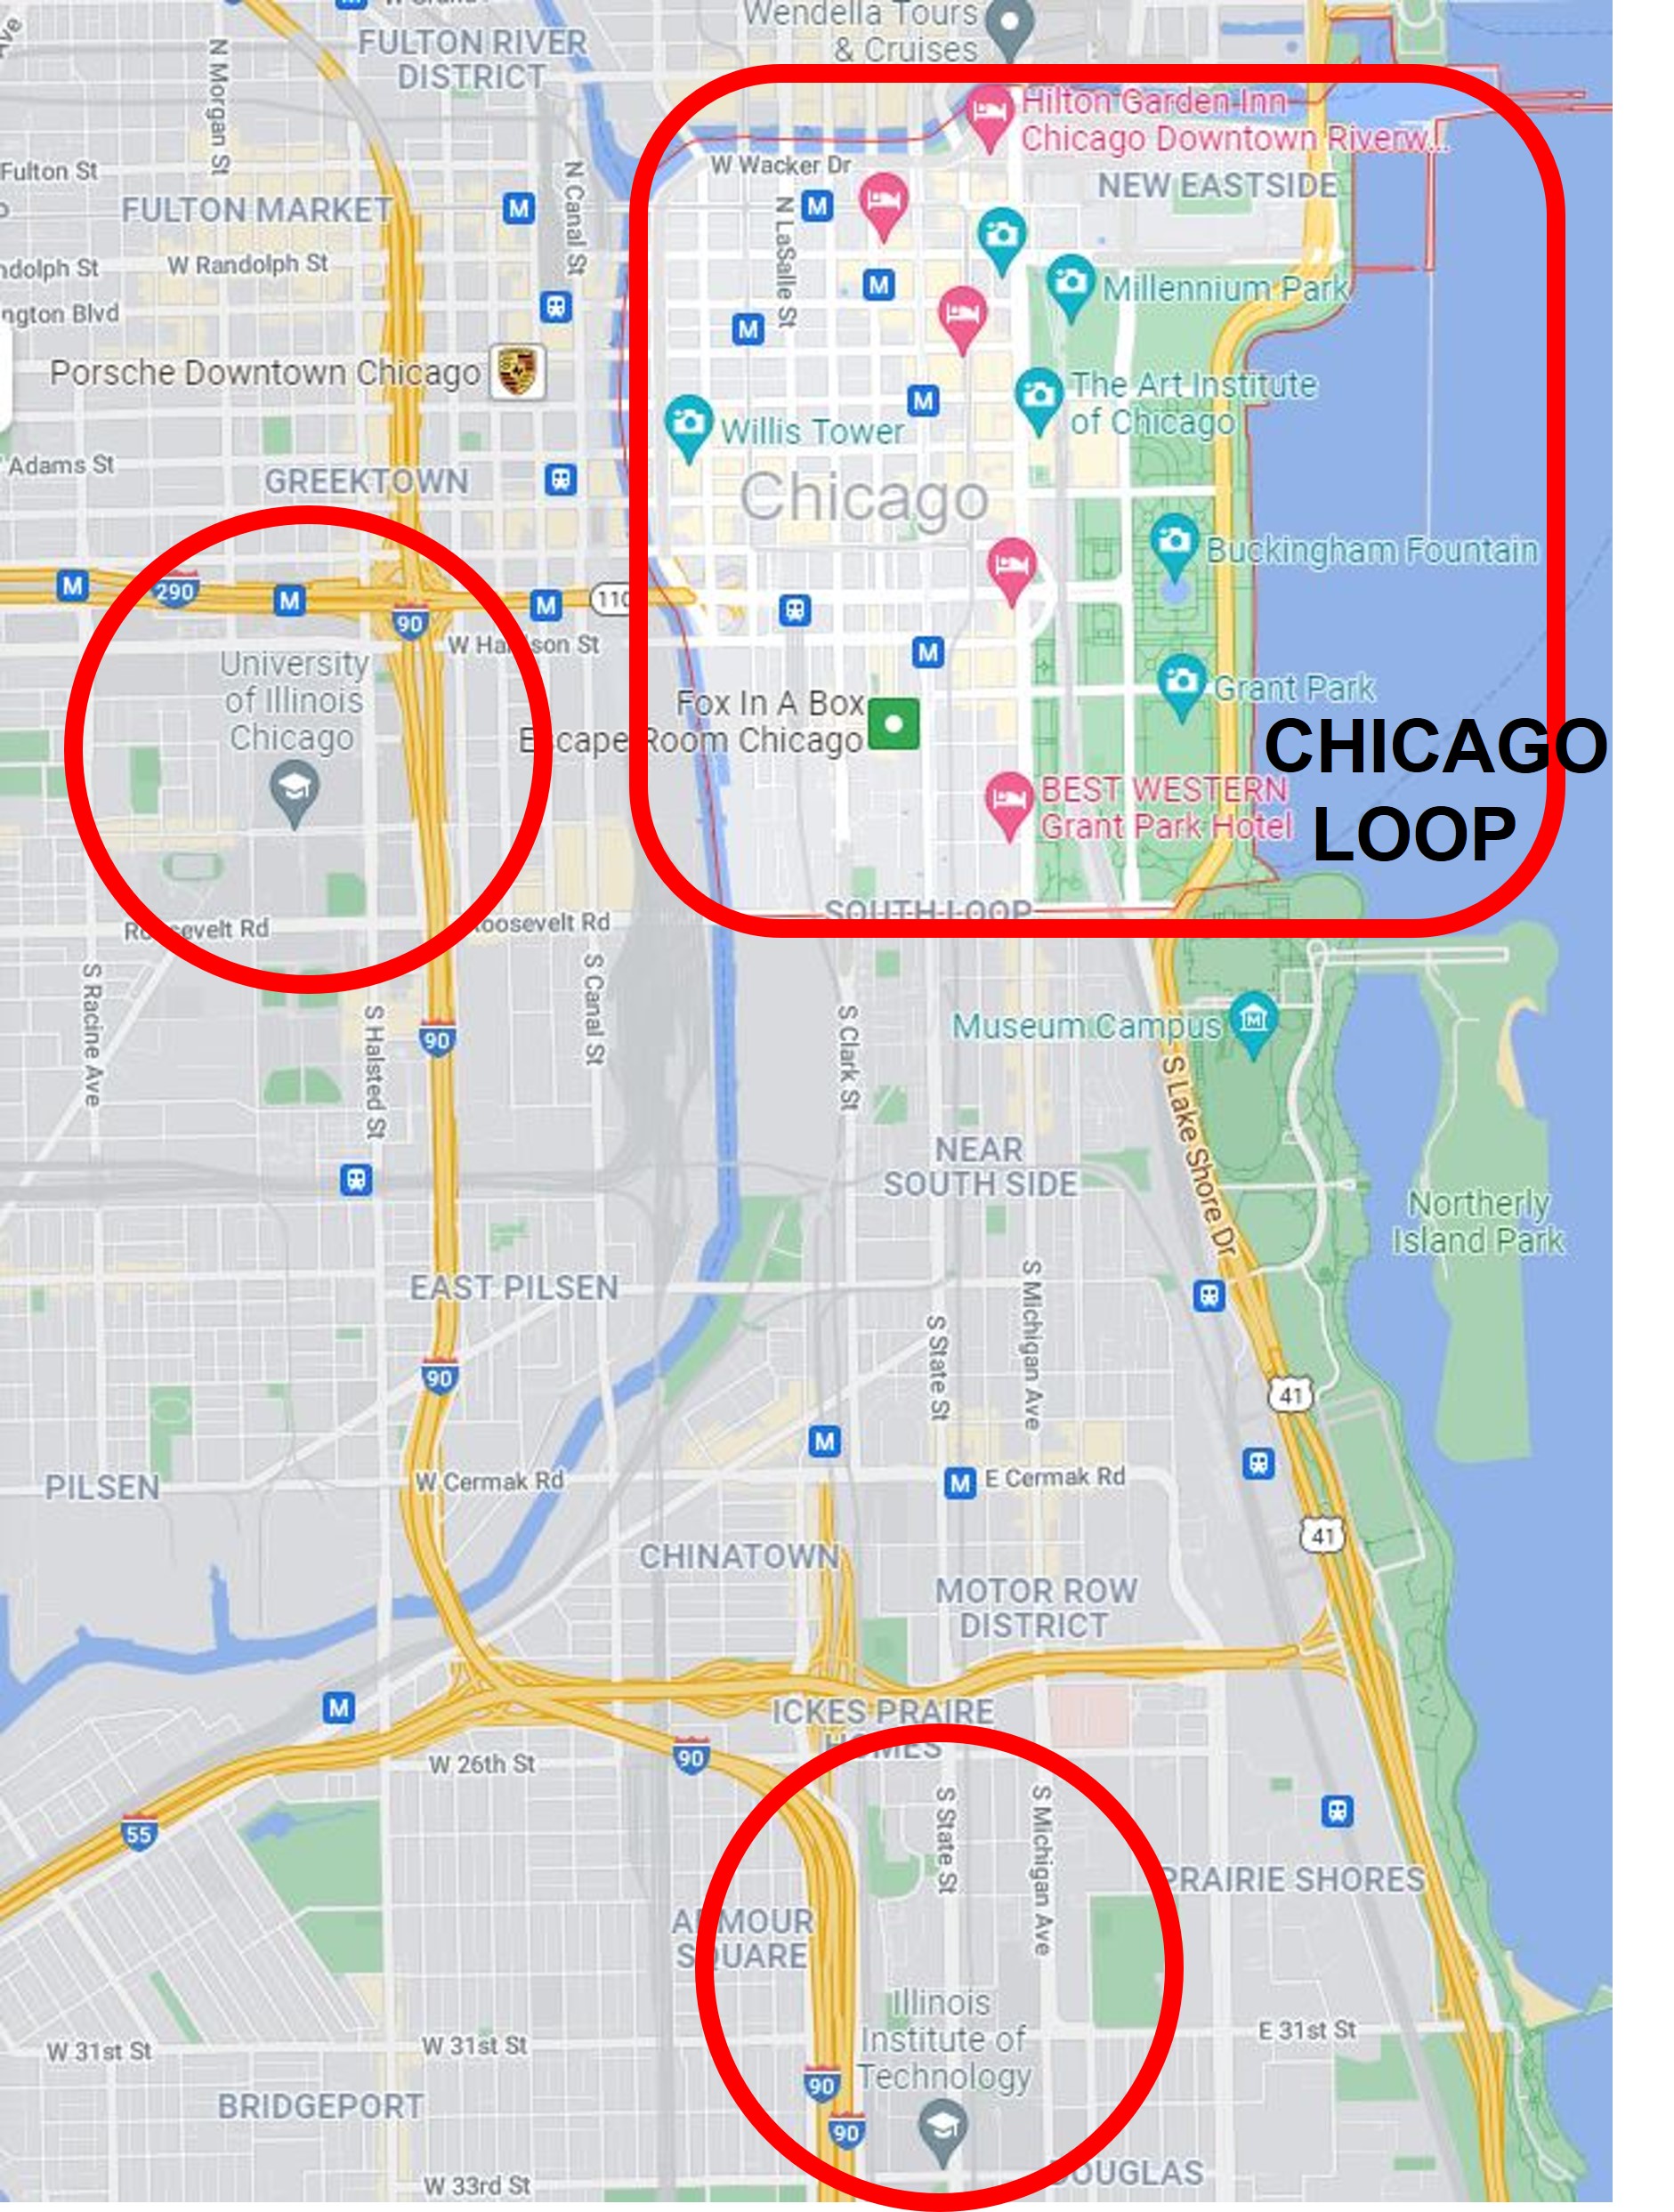 Wendella Tours
& Cruises
FULTON RIVER
DISTRICT
N Morgan St
Hilton Garden Inn
Chicago Downtown Riverw...
W Wacker Dr
Fulton St
N Canal St
NEW EASTSIDE
FULTON MARKET
M
M
N LaSalle St
ndolph St
W Randolph St
M
Millennium Park
ngton Blvd
M
Porsche Downtown Chicago
The Art Institute
of Chicago
M
Willis Tower
Adams St
GREEKTOWN
Chicago
Buckingham Fountain
M
290
M
M
110
90
W Harrison St
M
University
of Illinois
Chicago
Grant Park
Fox In A Box
Escape Room Chicago
CHICAGO
LOOP
BEST WESTERN
Grant Park Hotel
SOUTH LOOP
Roosevelt Rd
Roosevelt Rd
S Racine Ave
S Halsted St
S Canal St
S Clark St
Museum Campus
M
90
S Lake Shore Dr
NEAR
SOUTH SIDE
Northerly
Island Park
EAST PILSEN
S Michigan Ave
S State St
90
41
M
PILSEN
W Cermak Rd
M
E Cermak Rd
41
CHINATOWN
MOTOR ROW
DISTRICT
M
ICKES PRAIRE
HOMES
90
W 26th St
55
S State St
S Michigan Ave
PRAIRIE SHORES
ARMOUR
SQUARE
Illinois
Institute of
Technology
E 31st St
W 31st St
W 31st St
90
BRIDGEPORT
90
DOUGLAS
W 33rd St